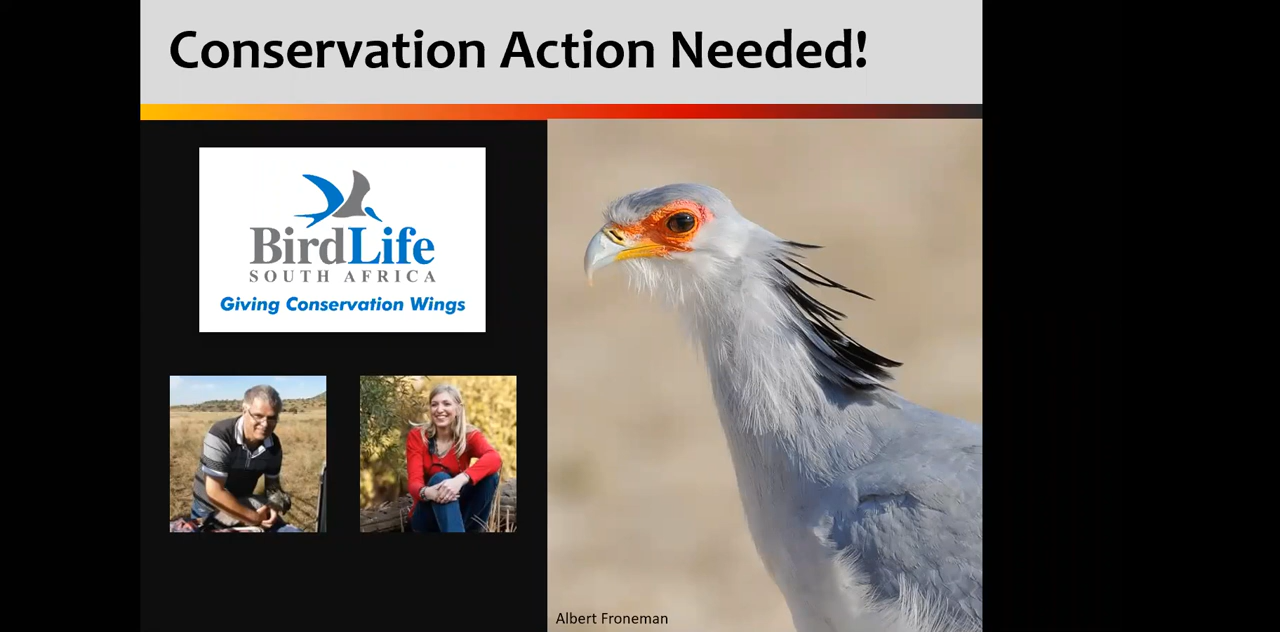 Conservation Action Needed!
BirdLife
SOUTH AFRICA
Giving Conservation Wings
Albert Froneman